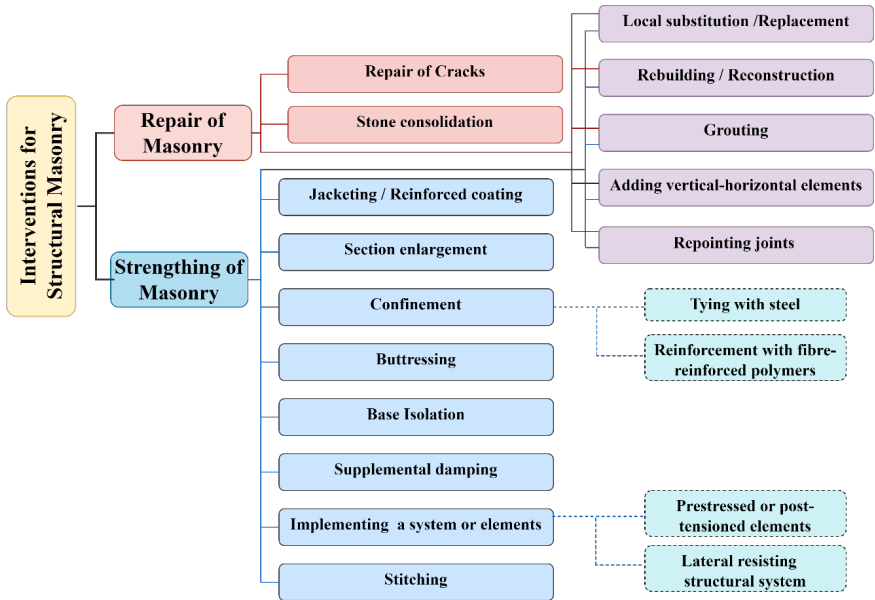 Interventions for
Structural Masonry
Repair of
Masonry
Strengthing of
Masonry
Repair of Cracks
Stone consolidation
Jacketing / Reinforced coating
Section enlargement
Confinement
Buttressing
Base Isolation
Supplemental damping
Implementing a system or elements
Stitching
Local substitution /Replacement
Rebuilding / Reconstruction
Grouting
Adding vertical-horizontal elements
Repointing joints
Tying with steel
Reinforcement with fibre-
reinforced polymers
Prestressed or post-
tensioned elements
Lateral resisting
structural system